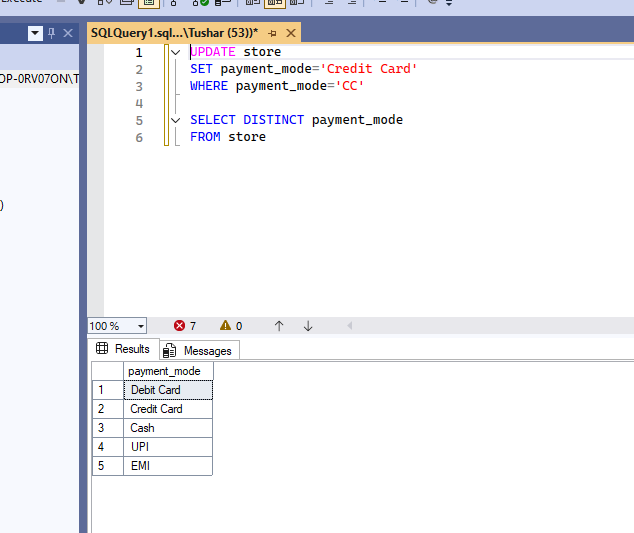 SQLQuery1.sql...\Tushar (53))*
OP-0RV07ON\T
)
1 UPDATE store
2 SET payment_mode='Credit Card'
3 WHERE payment_mode='CC'
4
5 SELECT DISTINCT payment_mode
6 FROM store
100 % 7 0
Results Messages
payment_mode
1 Debit Card
2 Credit Card
3 Cash
4 UPI
5 EMI